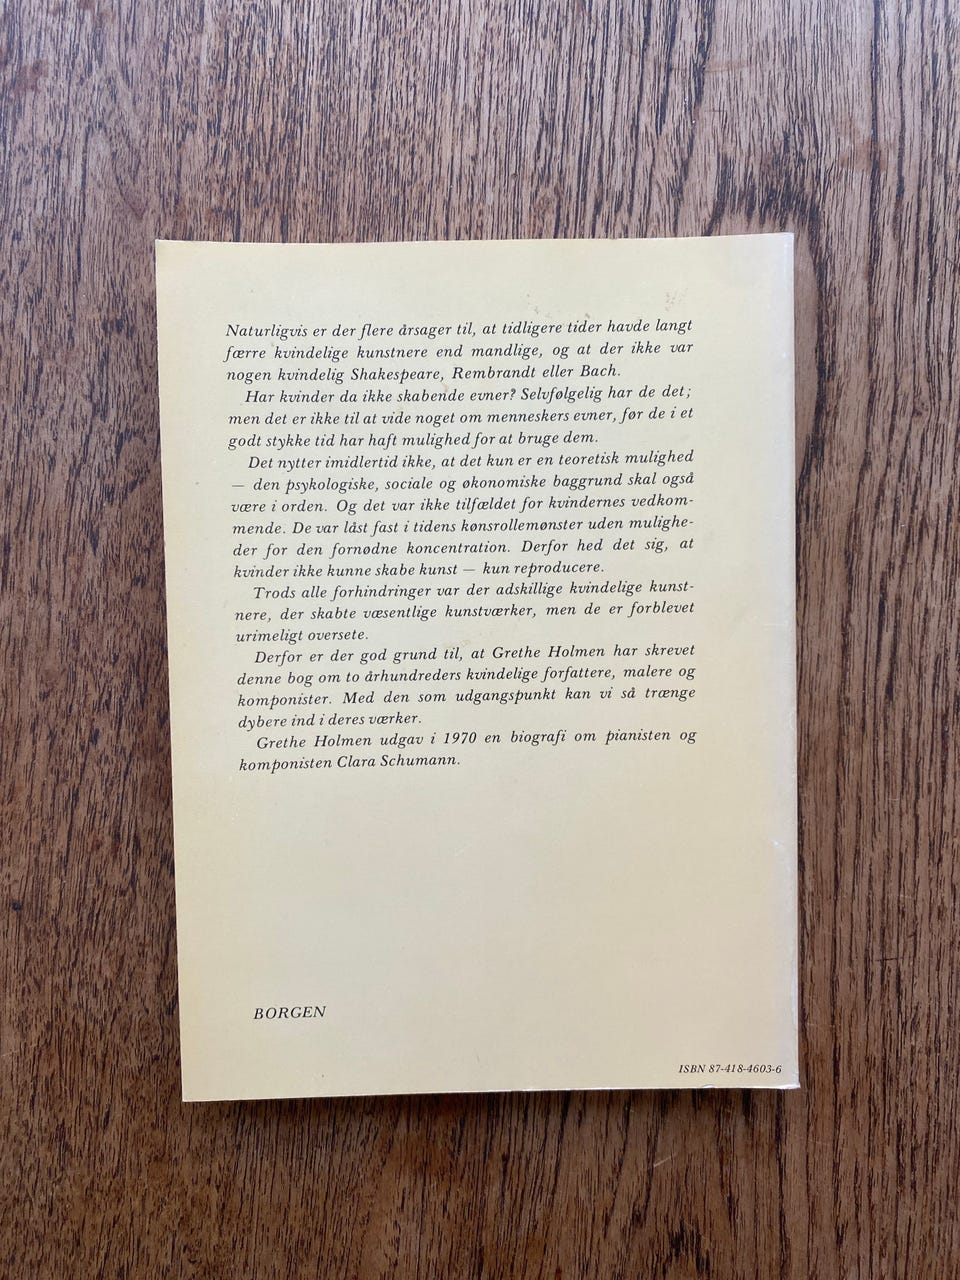 Naturligvis er der flere årsager til, at tidligere tider havde langt
færre kvindelige kunstnere end mandlige, og at der ikke var
nogen kvindelig Shakespeare, Rembrandt eller Bach.
Har kvinder da ikke skabende evner? Selvfølgelig har de det;
men det er ikke til at vide noget om menneskers evner, før de i et
godt stykke tid har haft mulighed for at bruge dem.
Det nytter imidlertid ikke, at det kun er en teoretisk mulighed
— den psykologiske, sociale og økonomiske baggrund skal også
være i orden. Og det var ikke tilfældet for kvindernes vedkom-
mende. De var låst fast i tidens kønsrollemønster uden mulighe-
der for den fornødne koncentration. Derfor hed det sig, at
kvinder ikke kunne skabe kunst — kun reproducere.
Trods alle forhindringer var der adskillige kvindelige kunst-
nere, der skabte væsentlige kunstværker, men de er forblevet
urimeligt oversete.
Derfor er der god grund til, at Grethe Holmen har skrevet
denne bog om to århundreders kvindelige forfattere, malere og
komponister. Med den som udgangspunkt kan vi så trænge
dybere ind i deres værker.
Grethe Holmen udgav i 1970 en biografi om pianisten og
komponisten Clara Schumann.
BORGEN
ISBN 87-418-4603-6